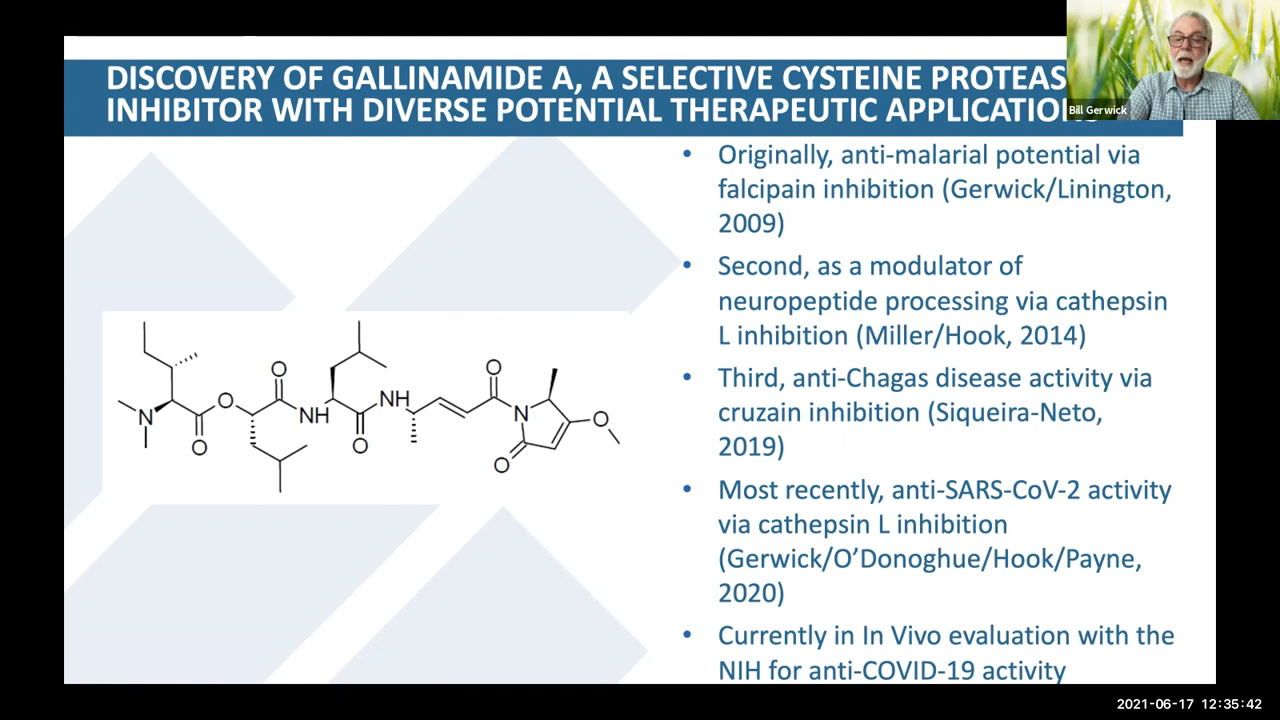 DISCOVERY OF GALLINAMIDE A, A SELECTIVE CYSTEINE PROTEAS
INHIBITOR WITH DIVERSE POTENTIAL THERAPEUTIC APPLICATION
Bill Gerwick
• Originally, anti-malarial potential via
falcipain inhibition (Gerwick/Linington,
2009)
• Second, as a modulator of
neuropeptide processing via cathepsin
L inhibition (Miller/Hook, 2014)
• Third, anti-Chagas disease activity via
cruzain inhibition (Siqueira-Neto,
2019)
• Most recently, anti-SARS-CoV-2 activity
via cathepsin L inhibition
(Gerwick/O’Donoghue/Hook/Payne,
2020)
• Currently in In Vivo evaluation with the
NIH for anti-COVID-19 activity
N
O
O
O
NH
O
NH
O
N
O
O
2021-06-17 12:35:42